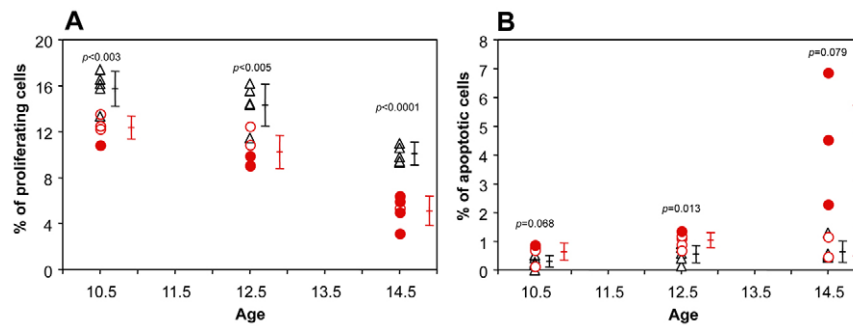 A
% of proliferating cells
20
16
12
8
4
0
p<0.003
p<0.005
p<0.0001
10.5
11.5
12.5
13.5
14.5
Age
B
% of apoptotic cells
8
7
6
5
4
3
2
1
0
p=0.068
p=0.013
p=0.079
10.5
11.5
12.5
13.5
14.5
Age